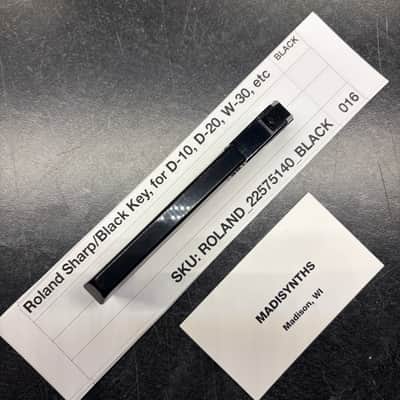 Roland Sharp/Black Key, for D-10, D-20, W-30, etc
BLACK
SKU: ROLAND_22575140_BLACK
016
MADISYNTHS
Madison, WI